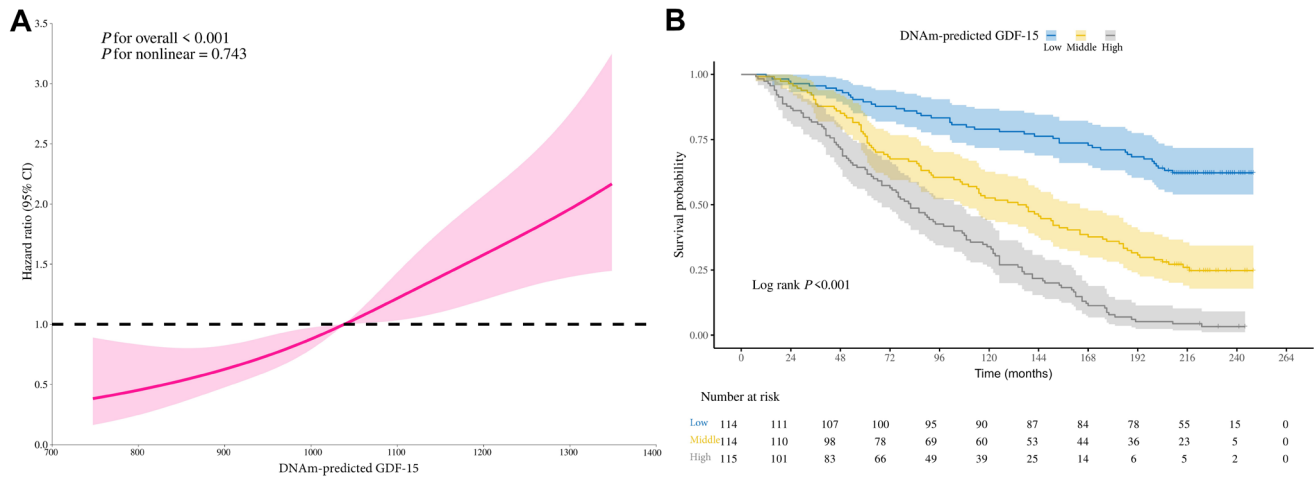 A
P for overall < 0.001
P for nonlinear = 0.743
Hazard ratio (95% CI)
3.5
3.0
2.5
2.0
1.5
1.0
0.5
0.0
700 800 900 1000 1100 1200 1300 1400
DNAm-predicted GDF-15
B
DNAm-predicted GDF-15
Low Middle High
Survival probability
1.00
0.75
0.50
0.25
0.00
Log rank P<0.001
0 24 48 72 96 120 144 168 192 216 240 264
Time (months)
Number at risk
Low 114 111 107 100 95 90 87 84 78 55 15 0
Middle 114 110 98 78 69 60 53 44 36 23 5 0
High 115 101 83 66 49 39 25 14 6 5 2 0